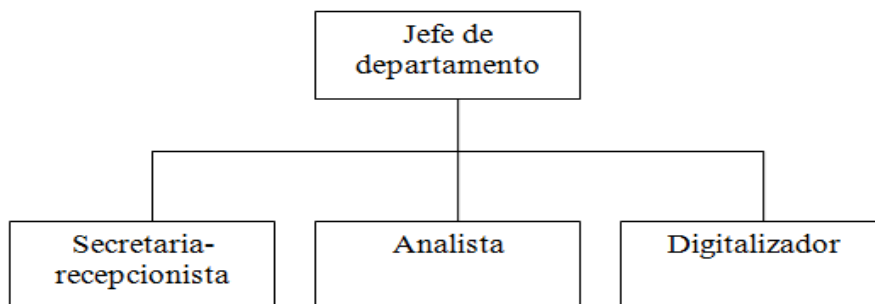 Jefe de
departamento
Secretaria-
recepcionista
Analista
Digitalizador